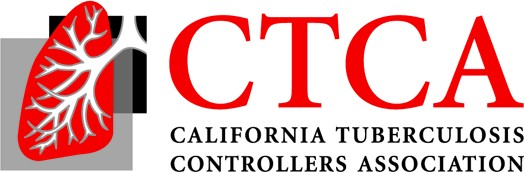 CTCA
CALIFORNIA TUBERCULOSIS
CONTROLLERS ASSOCIATION